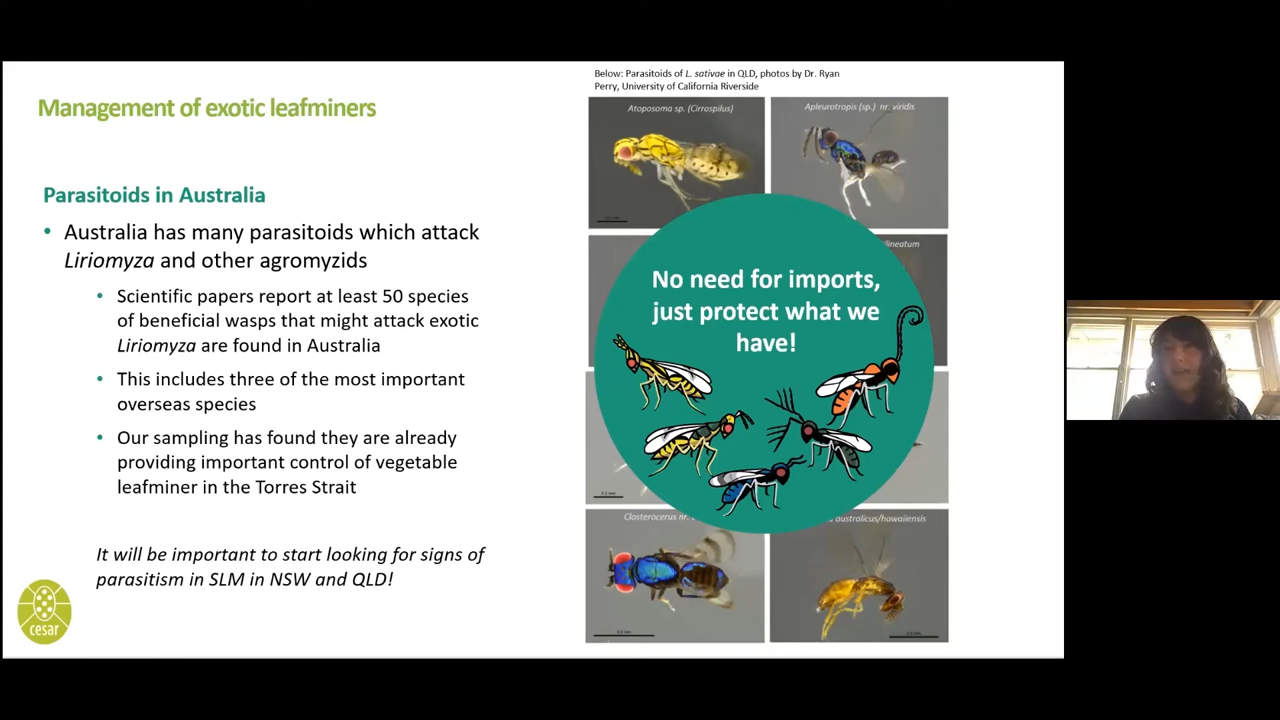 Below: Parasitoids of L. sativae in QLD, photos by Dr. Ryan
Perry, University of California Riverside
Management of exotic leafminers
Atoposoma sp. (Cirrospilus)
Apleurotropis (sp.) nr. viridis
Parasitoids in Australia
• Australia has many parasitoids which attack
Liriomyza and other agromyzids
• Scientific papers report at least 50 species
of beneficial wasps that might attack exotic
Liriomyza are found in Australia
• This includes three of the most important
overseas species
• Our sampling has found they are already
providing important control of vegetable
leafminer in the Torres Strait
It will be important to start looking for signs of
parasitism in SLM in NSW and QLD!
No need for imports,
just protect what we
have!
Closterocerus nr.
australicus/hawaiiensis
cesar